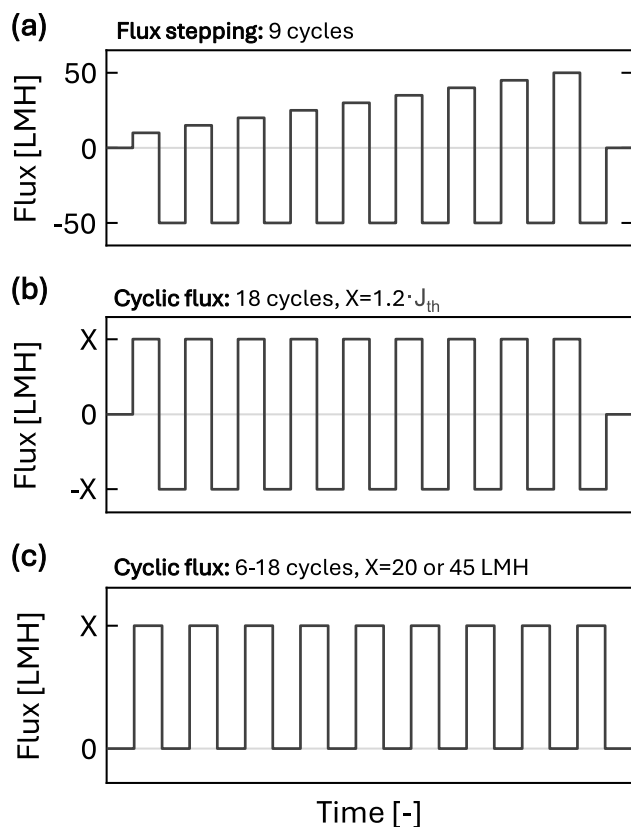 (a)
Flux stepping: 9 cycles
Flux [LMH]
50
0
-50
(b)
Cyclic flux: 18 cycles, X=1.2·Jth
Flux [LMH]
X
0
-X
(c)
Cyclic flux: 6-18 cycles, X=20 or 45 LMH
Flux [LMH]
X
0
Time [-]